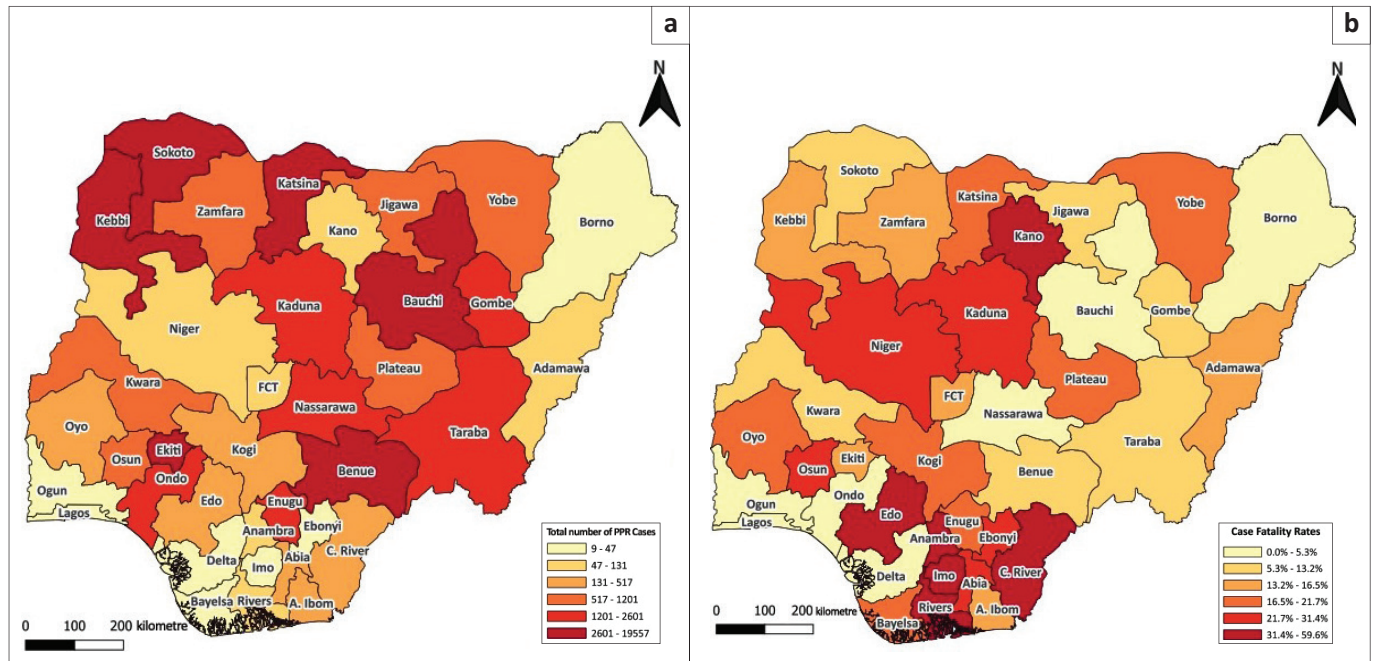 a
N
Sokoto
Katsina
Kebbi
Zamfara
Jigawa
Yobe
Kano
Borno
Kaduna
Bauchi
Gombe
Niger
Plateau
Adamawa
Kwara
FCT
Nassarawa
Taraba
Oyo
Osun
Ekiti
Kogi
Benue
Ondo
Ogun
Edo
Enugu
Lagos
Anambra
Ebonyi
Delta
Imo
Abia
C. River
Bayelsa
Rivers
A. Ibom
0 100 200 kilometre
Total number of PPR Cases
9 - 47
47 - 131
131 - 517
517 - 1201
1201 - 2601
2601 - 19557
b
N
Sokoto
Katsina
Kebbi
Zamfara
Jigawa
Yobe
Kano
Borno
Kaduna
Bauchi
Gombe
Niger
Plateau
Adamawa
Kwara
FCT
Nassarawa
Taraba
Oyo
Osun
Ekiti
Kogi
Benue
Ogun
Ondo
Edo
Enugu
Lagos
Anambra
Ebonyi
Delta
Imo
Abia
C. River
Rivers
A. Ibom
Bayelsa
0 100 200 kilometre
Case Fatality Rates
0.0% - 5.3%
5.3% - 13.2%
13.2% - 16.5%
16.5% - 21.7%
21.7% - 31.4%
31.4% - 59.6%